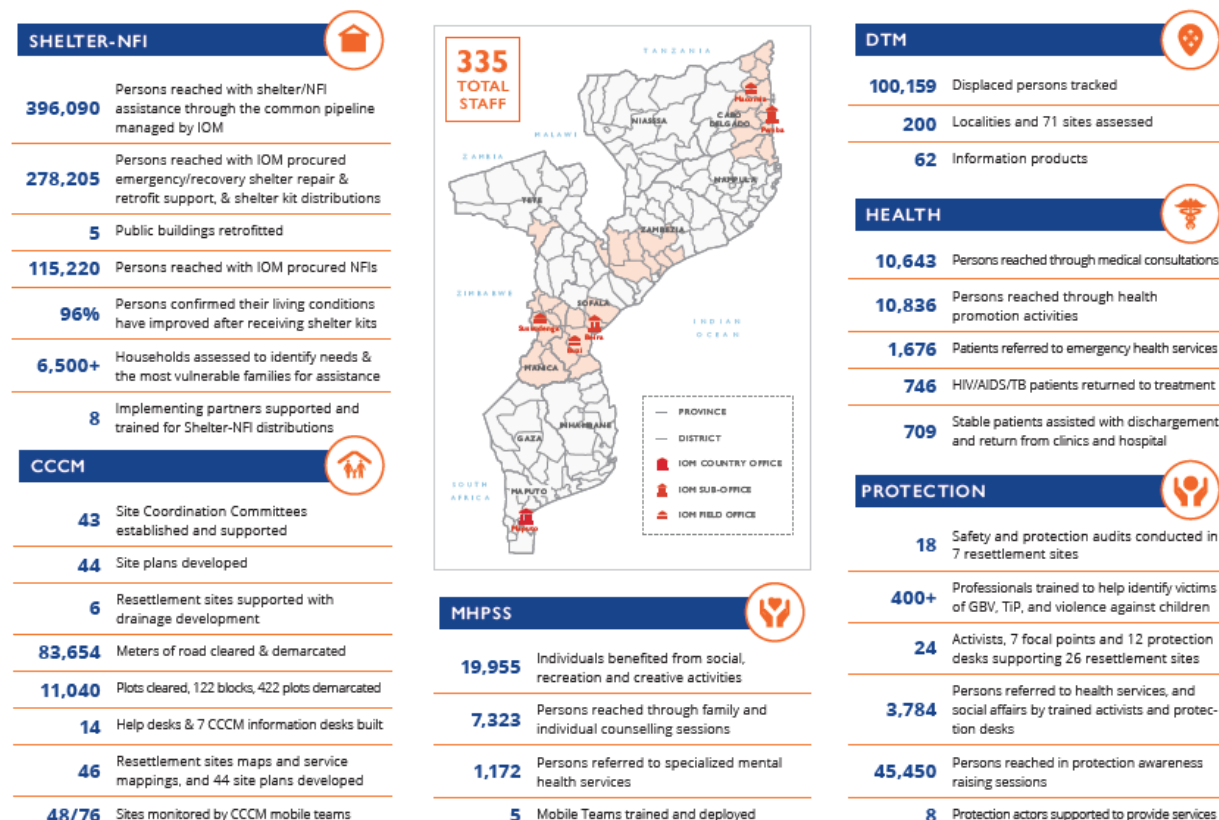 SHELTER-NFI
396,090
Persons reached with shelter/NFI
assistance through the common pipeline
managed by IOM
278,205
Persons reached with IOM procured
emergency/recovery shelter repair &
retrofit support, & shelter kit distributions
5
Public buildings retrofitted
115,220
Persons reached with IOM procured NFIs
96%
Persons confirmed their living conditions
have improved after receiving shelter kits
6,500+
Households assessed to identify needs &
the most vulnerable families for assistance
8
Implementing partners supported and
trained for Shelter-NFI distributions
CCCM
43
Site Coordination Committees
established and supported
44
Site plans developed
6
Resettlement sites supported with
drainage development
83,654
Meters of road cleared & demarcated
11,040
Plots cleared, 122 blocks, 422 plots demarcated
14
Help desks & 7 CCCM information desks built
46
Resettlement sites maps and service
mappings, and 44 site plans developed
48/76
Sites monitored by CCCM mobile teams
335
TOTAL
STAFF
TANZANIA
MALAWI
ZAMBIA
ZIMBABWE
SOUTH
AFRICA
INDIAN
OCEAN
NIASSSA
CABO
DELGADO
Pemba
NAMPULA
TETE
ZAMBEZIA
SOFALA
Sussundenga
Beira
Buzi
MANICA
GAZA
INHAMBANE
MAPUTO
Maputo
PROVINCE
DISTRICT
IOM COUNTRY OFFICE
IOM SUB-OFFICE
IOM FIELD OFFICE
MHPSS
19,955
Individuals benefited from social,
recreation and creative activities
7,323
Persons reached through family and
individual counselling sessions
1,172
Persons referred to specialized mental
health services
5
Mobile Teams trained and deployed
DTM
100,159
Displaced persons tracked
200
Localities and 71 sites assessed
62
Information products
HEALTH
10,643
Persons reached through medical consultations
10,836
Persons reached through health
promotion activities
1,676
Patients referred to emergency health services
746
HIV/AIDS/TB patients returned to treatment
709
Stable patients assisted with dischargement
and return from clinics and hospital
PROTECTION
18
Safety and protection audits conducted in
7 resettlement sites
400+
Professionals trained to help identify victims
of GBV, TiP, and violence against children
24
Activists, 7 focal points and 12 protection
desks supporting 26 resettlement sites
3,784
Persons referred to health services, and
social affairs by trained activists and protec-
tion desks
45,450
Persons reached in protection awareness
raising sessions
8
Protection actors supported to provide services